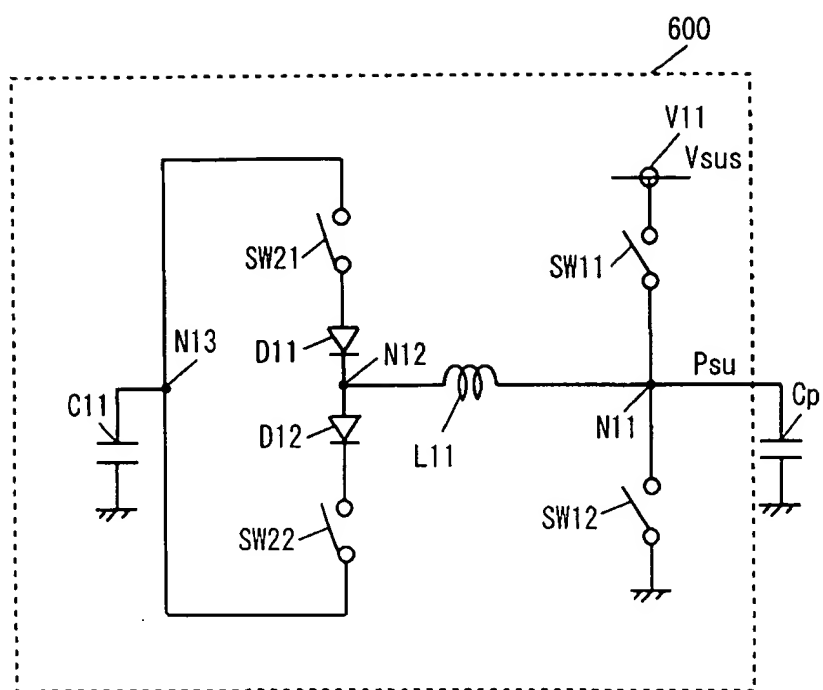 600
V11
Vsus
SW21
SW11
N13
D11
N12
Psu
C11
Cp
D12
L11
N11
SW22
SW12